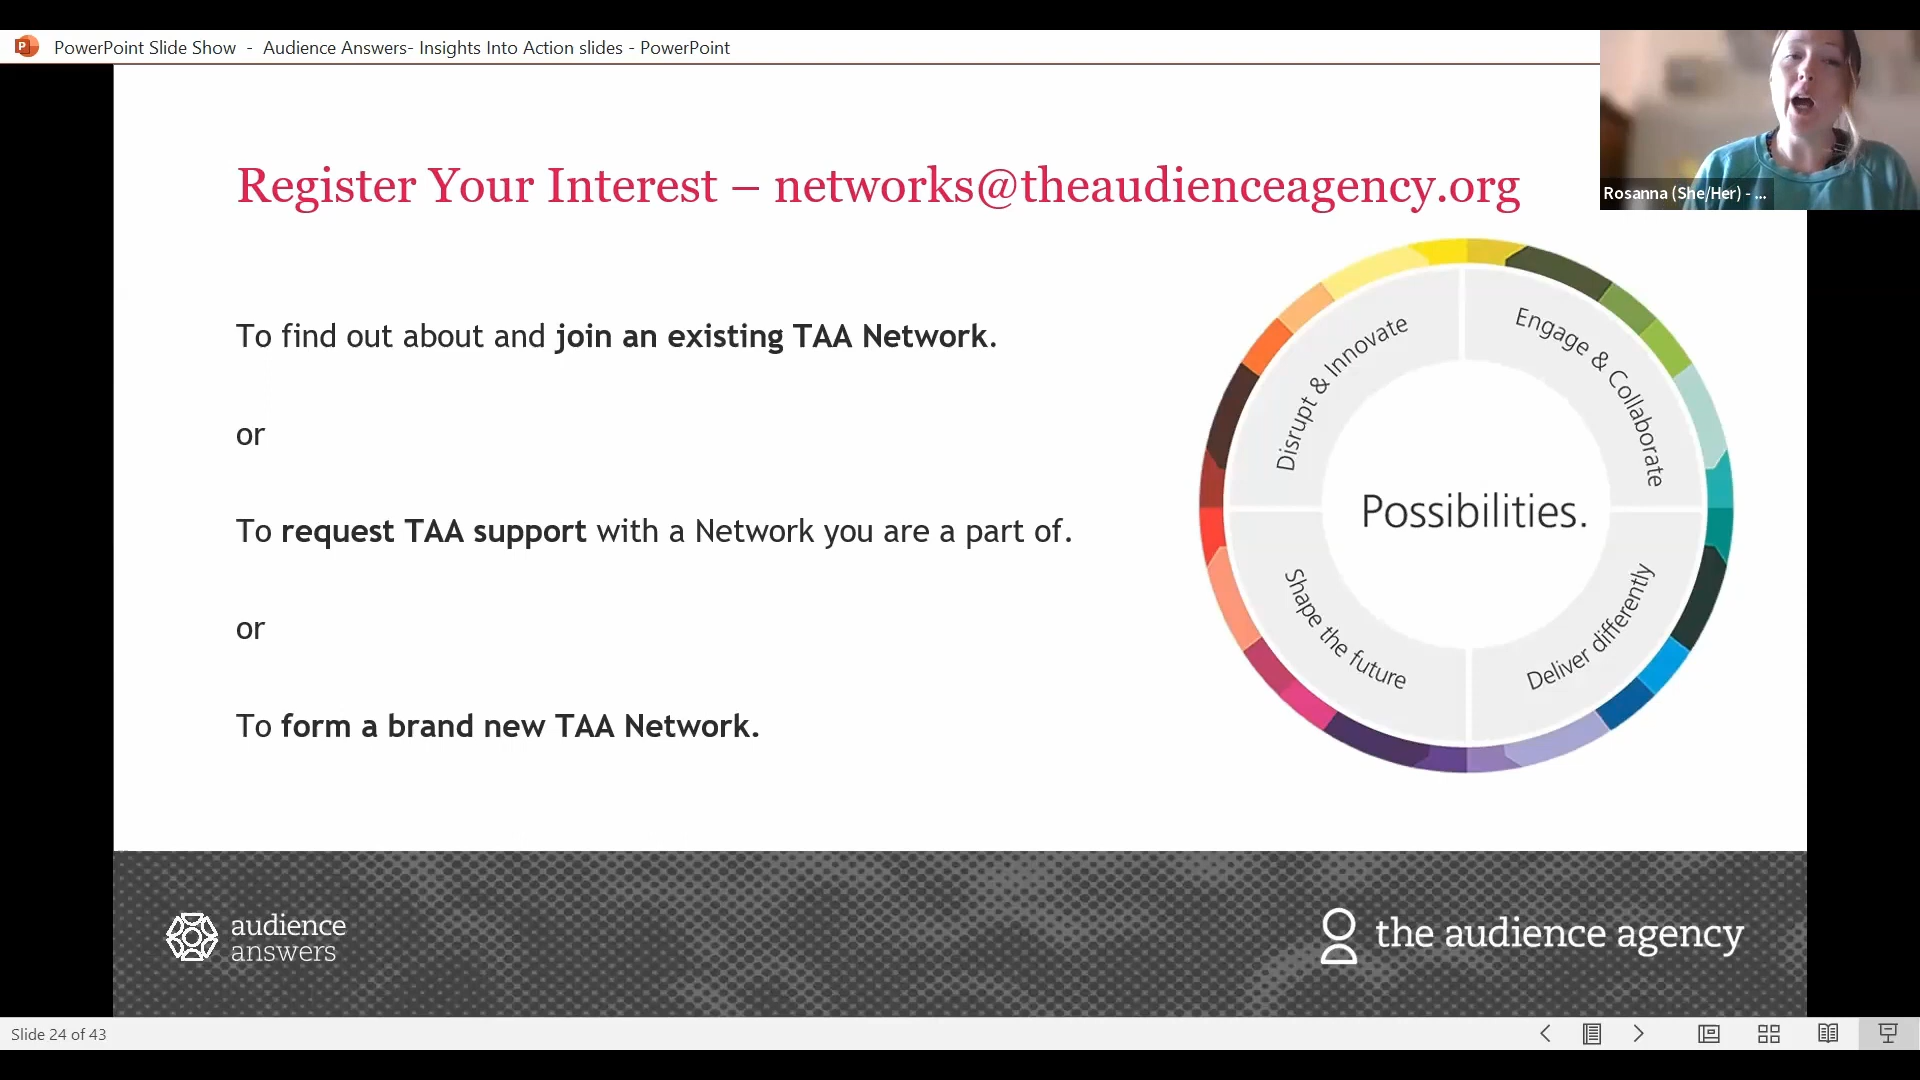 PowerPoint Slide Show - Audience Answers- Insights Into Action slides - PowerPoint
Rosanna (She/Her) - ...
Register Your Interest – networks@theaudienceagency.org
To find out about and join an existing TAA Network.
or
To request TAA support with a Network you are a part of.
or
To form a brand new TAA Network.
Disrupt & Innovate
Engage & Collaborate
Possibilities.
Shape the future
Deliver differently
audience
answers
the audience agency
Slide 24 of 43